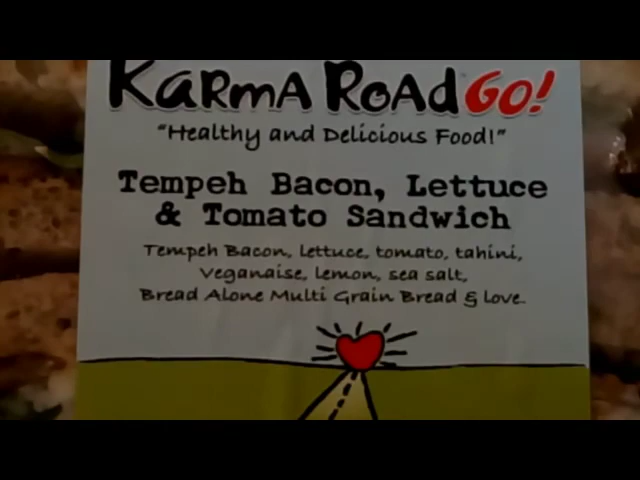 Karma Road GO!
"Healthy and Delicious Food!"
Tempeh Bacon, Lettuce
& Tomato Sandwich
Tempeh Bacon, lettuce, tomato, tahini,
Veganaise, lemon, sea salt,
Bread Alone Multi Grain Bread & love.